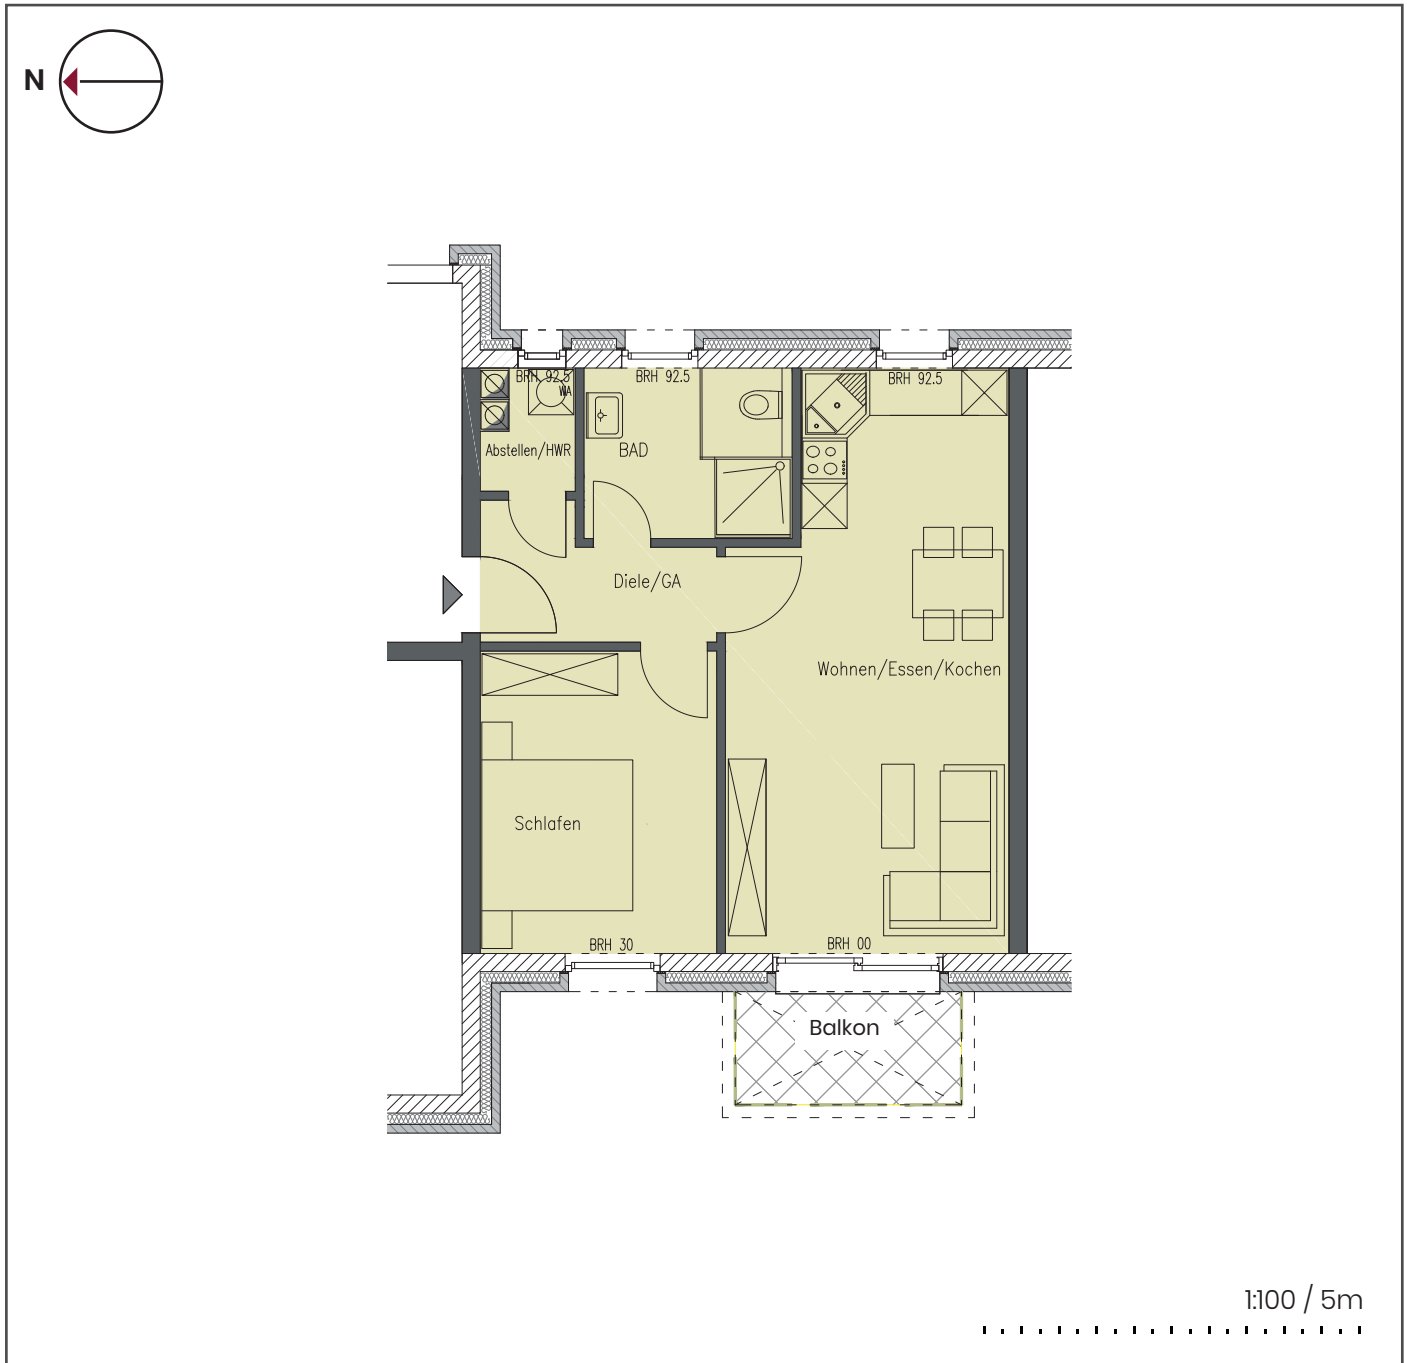 N
BRH 92.5
WA
BRH 92.5
BRH 92.5
Abstellen/HWR
BAD
Diele/GA
Wohnen/Essen/Kochen
Schlafen
BRH 30
BRH 00
Balkon
1:100 / 5m